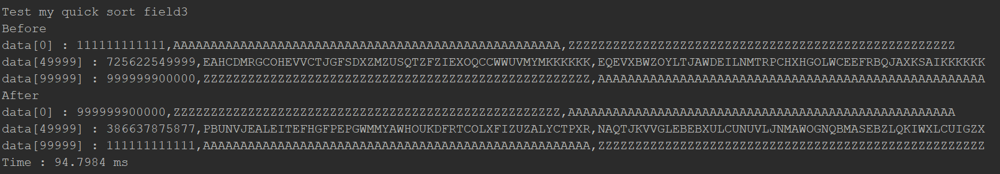 Test my quick sort field3
Before
data[0] : 111111111111,AAAAAAAAAAAAAAAAAAAAAAAAAAAAAAAAAAAAAAAAAAAAAAAAAAAA,ZZZZZZZZZZZZZZZZZZZZZZZZZZZZZZZZZZZZZZZZZZZZZZZZZZZZ
data[49999] : 725622549999,EAHCDMRGCOHEVVCTJGFSDXZMZUSQTZFZIEXOQCCWWUVMYMKKKKKK,EQEVXBWZOYLTJAWDEILNMTRPCHXHGOLWCEEFRBQJAXKSAIKKKKKK
data[99999] : 999999900000,ZZZZZZZZZZZZZZZZZZZZZZZZZZZZZZZZZZZZZZZZZZZZZZZZZZZZ,AAAAAAAAAAAAAAAAAAAAAAAAAAAAAAAAAAAAAAAAAAAAAAAAAAAA
After
data[0] : 999999900000,ZZZZZZZZZZZZZZZZZZZZZZZZZZZZZZZZZZZZZZZZZZZZZZZZZZZZ,AAAAAAAAAAAAAAAAAAAAAAAAAAAAAAAAAAAAAAAAAAAAAAAAAAAA
data[49999] : 386637875877,PBUNVJEALEITEFHGFPEPGWMMYAWHOUKDFRTCOLXFIZUZALYCTPXR,NAQTJKVVGLEBEBXULCUNUVLJNMAWOGNQBMASEBZLQKIWXLCUIGZX
data[99999] : 111111111111,AAAAAAAAAAAAAAAAAAAAAAAAAAAAAAAAAAAAAAAAAAAAAAAAAAAA,ZZZZZZZZZZZZZZZZZZZZZZZZZZZZZZZZZZZZZZZZZZZZZZZZZZZZ
Time : 94.7984 ms